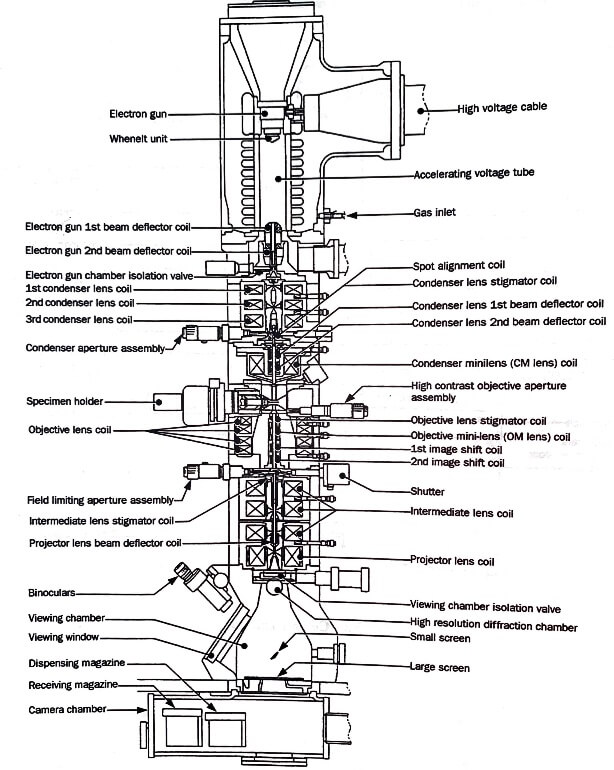 Electron gun
High voltage cable
Whenelt unit
Accelerating voltage tube
Gas inlet
Electron gun 1st beam deflector coil
Electron gun 2nd beam deflector coil
Spot alignment coil
Electron gun chamber isolation valve
Condenser lens stigmator coil
1st condenser lens coil
2nd condenser lens coil
Condenser lens 1st beam deflector coil
3rd condenser lens coil
Condenser lens 2nd beam deflector coil
Condenser aperture assembly
Condenser minilens (CM lens) coil
High contrast objective aperture
assembly
Specimen holder
Objective lens stigmator coil
Objective lens coil
Objective mini-lens (OM lens) coil
1st image shift coil
2nd image shift coil
Shutter
Field limiting aperture assembly
Intermediate lens coil
Intermediate lens stigmator coil
Projector lens beam deflector coil
Projector lens coil
Binoculars
Viewing chamber isolation valve
Viewing chamber
High resolution diffraction chamber
Viewing window
Small screen
Dispensing magazine
Large screen
Receiving magazine
Camera chamber